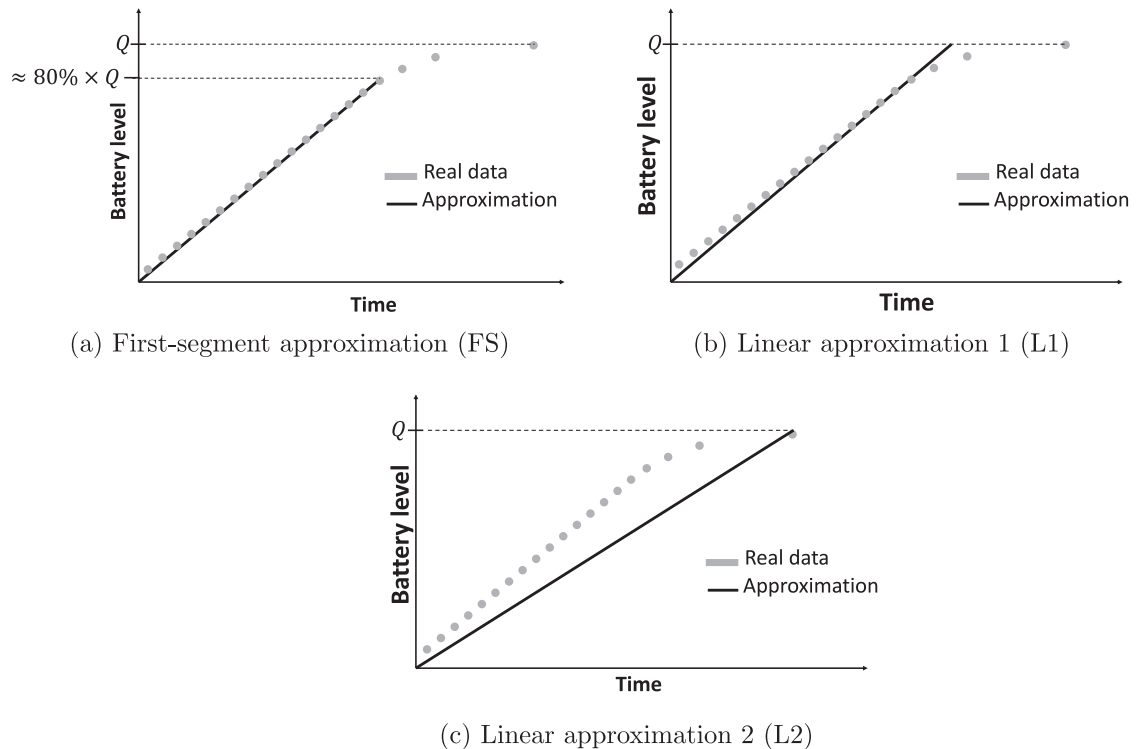 Q
≈ 80% × Q
Battery level
Real data
Approximation
Time
(a) First-segment approximation (FS)
Q
Battery level
Real data
Approximation
Time
(b) Linear approximation 1 (L1)
Q
Battery level
Real data
Approximation
Time
(c) Linear approximation 2 (L2)